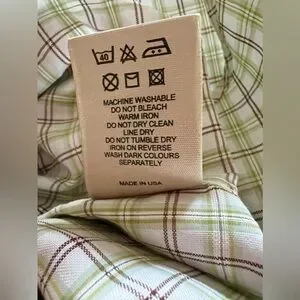 40
MACHINE WASHABLE
DO NOT BLEACH
WARM IRON
DO NOT DRY CLEAN
LINE DRY
DO NOT TUMBLE DRY
IRON ON REVERSE
WASH DARK COLOURS
SEPARATELY
MADE IN USA